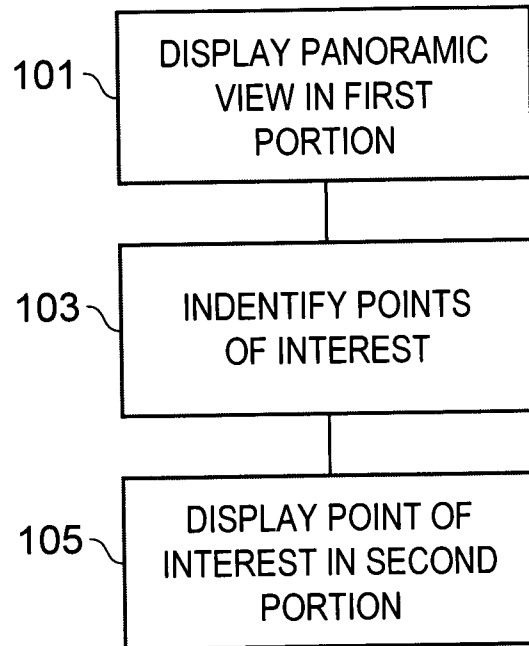 101
DISPLAY PANORAMIC
VIEW IN FIRST
PORTION
103
INDENTIFY POINTS
OF INTEREST
105
DISPLAY POINT OF
INTEREST IN SECOND
PORTION